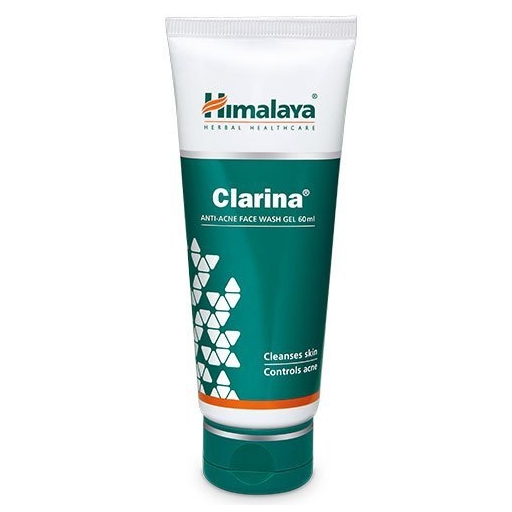 Himalaya®
HERBAL HEALTHCARE
Clarina®
ANTI-ACNE FACE WASH GEL 60ml
Cleanses skin
Controls acne